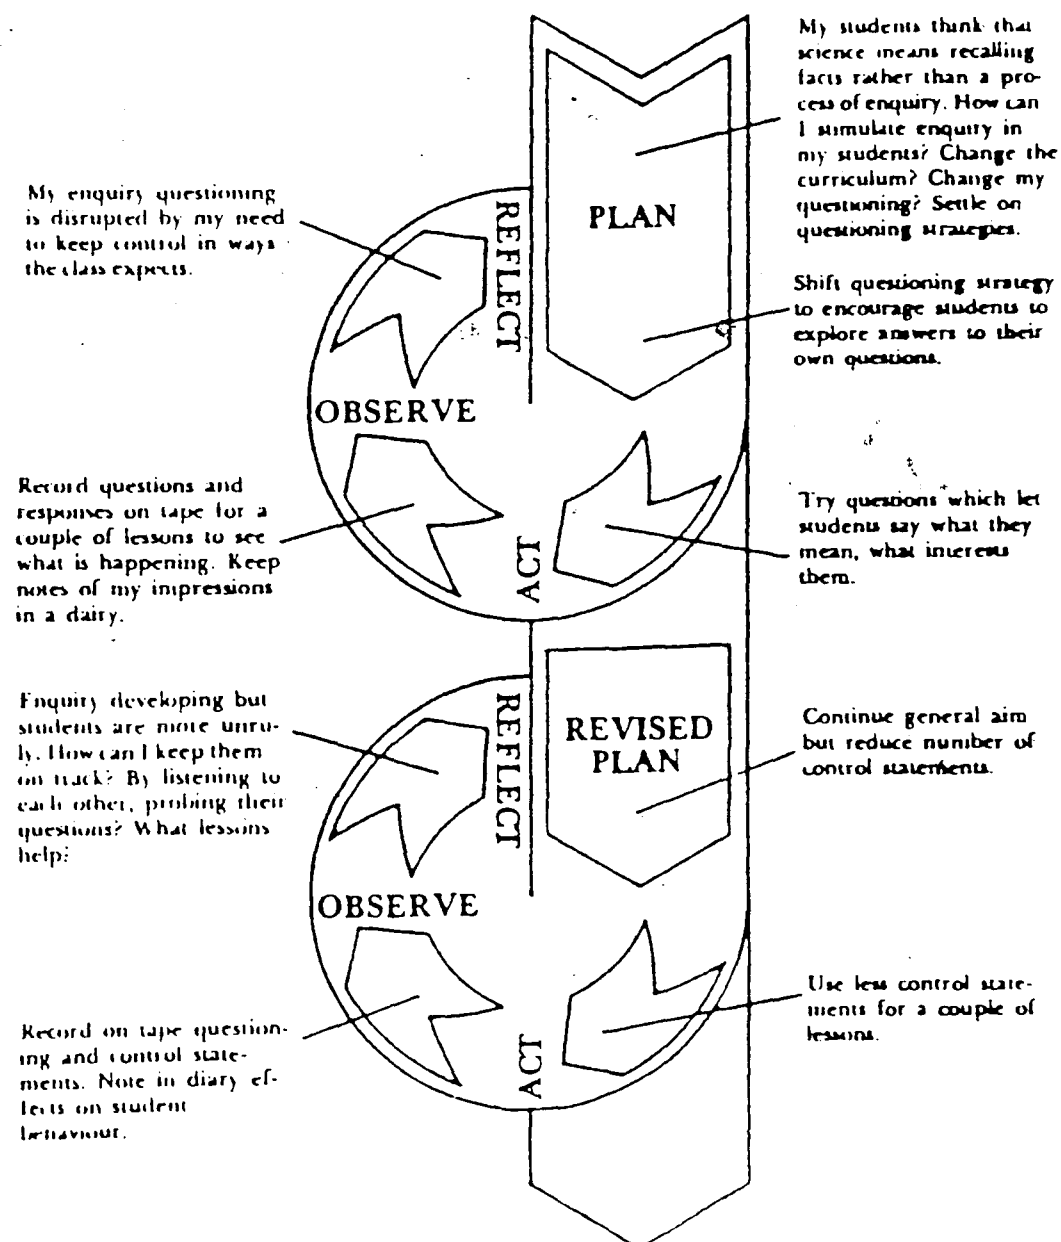 My students think that
science means recalling
facts rather than a pro-
cess of enquiry. How can
I stimulate enquiry in
my students? Change the
curriculum? Change my
questioning? Settle on
questioning strategies.
PLAN
Shift questioning strategy
to encourage students to
explore answers to their
own questions.
Try questions which let
students say what they
mean, what interests
them.
ACT
Record questions and
responses on tape for a
couple of lessons to see
what is happening. Keep
notes of my impressions
in a dairy.
OBSERVE
My enquiry questioning
is disrupted by my need
to keep control in ways
the class expects.
REFLECT
REVISED
PLAN
Continue general aim
but reduce number of
control statements.
Use less control state-
ments for a couple of
lessons.
ACT
Record on tape question-
ing and control state-
ments. Note in diary ef-
fects on student
behaviour.
OBSERVE
Enquiry developing but
students are more unru-
ly. How can I keep them
on track? By listening to
each other, probing their
questions? What lessons
help?
REFLECT